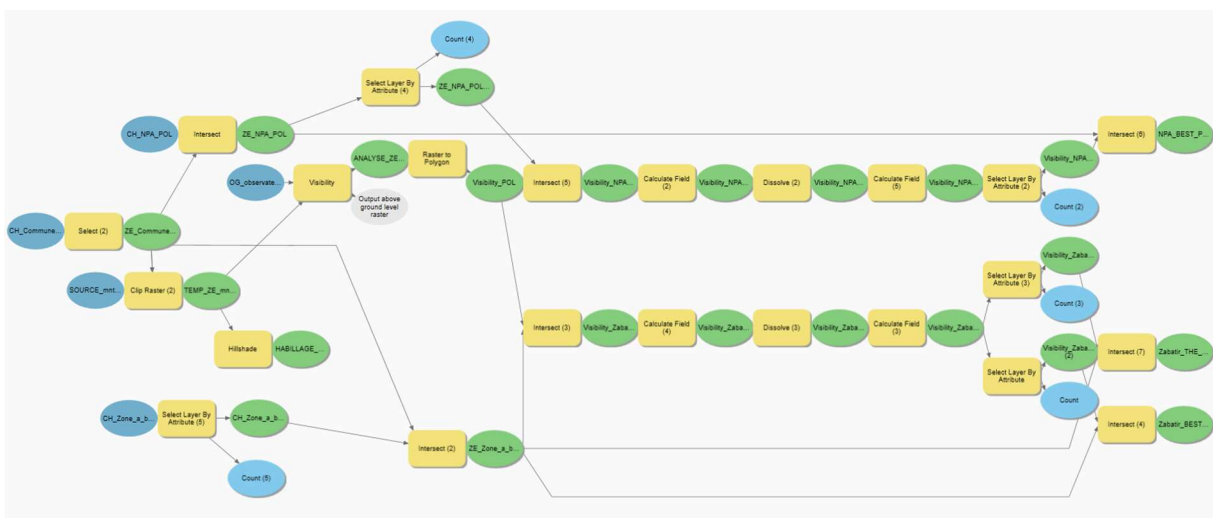 Count (4)
Select Layer By
Attribute (4)
ZE_NPA_POL...
CH_NPA_POL
Intersect
ZE_NPA_POL
Intersect (6)
NPA_BEST_P...
ANALYSE_ZE...
Raster to
Polygon
OG_observate...
Visibility
Visibility_POL
Output above
ground level
raster
Intersect (5)
Visibility_NPA...
Calculate Field
(2)
Visibility_NPA...
Dissolve (2)
Visibility_NPA...
Calculate Field
(5)
Visibility_NPA...
Select Layer By
Attribute (2)
Visibility_NPA...
Count (2)
CH_Commune...
Select (2)
ZE_Commune...
SOURCE_mnt...
Clip Raster (2)
TEMP_ZE_mn...
Hillshade
HABILLAGE_...
Intersect (3)
Visibility_Zaba...
Calculate Field
(4)
Visibility_Zaba...
Dissolve (3)
Visibility_Zaba...
Calculate Field
(3)
Visibility_Zaba...
Select Layer By
Attribute (3)
Visibility_Zaba...
Count (3)
Select Layer By
Attribute
Visibility_Zaba...
(2)
Count
Intersect (7)
Zabatir_THE_...
Intersect (4)
Zabatir_BEST...
CH_Zone_a_b...
Select Layer By
Attribute (5)
CH_Zone_a_b...
Count (5)
Intersect (2)
ZE_Zone_a_b...